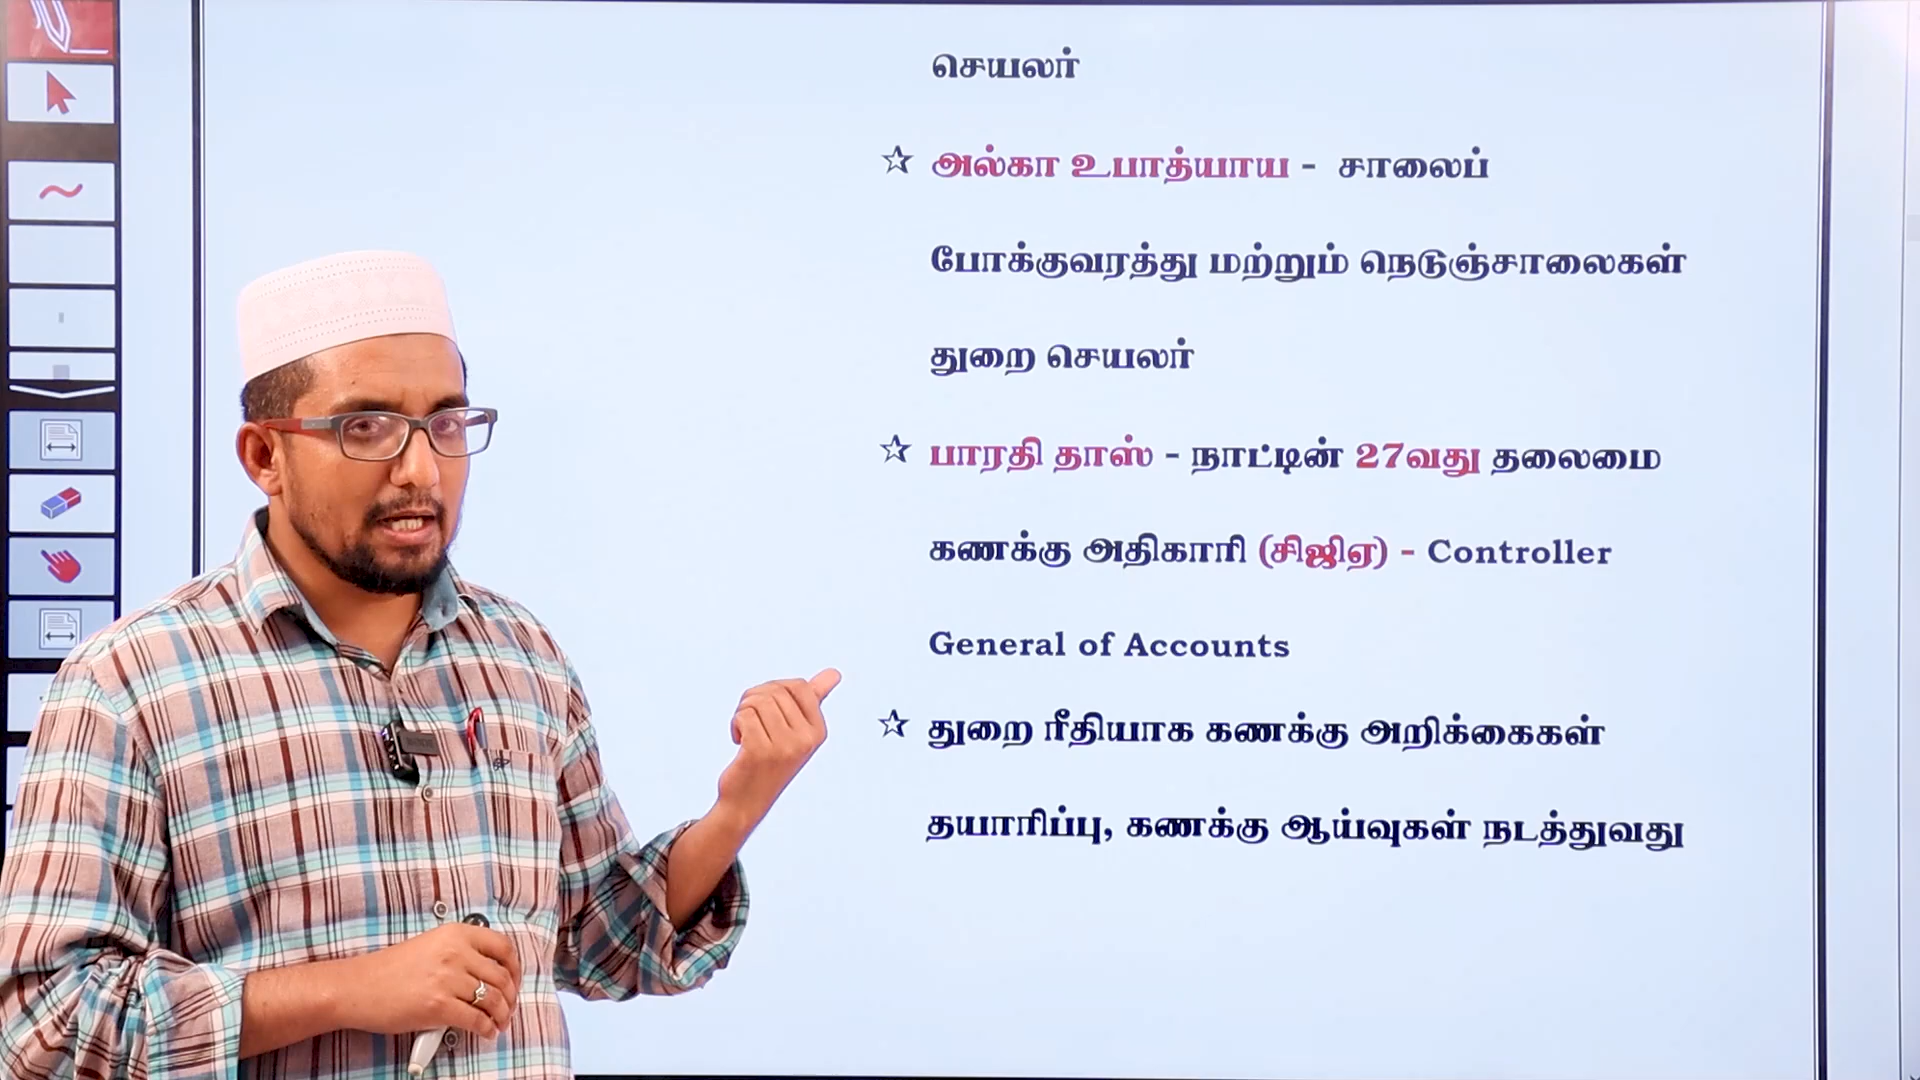 செயலர்
☆ அல்கா உபாத்யாய - சாலைப்
போக்குவரத்து மற்றும் நெடுஞ்சாலைகள்
துறை செயலர்
☆ பாரதி தாஸ் - நாட்டின் 27வது தலைமை
கணக்கு அதிகாரி (சிஜிஏ) - Controller
General of Accounts
☆ துறை ரீதியாக கணக்கு அறிக்கைகள்
தயாரிப்பு, கணக்கு ஆய்வுகள் நடத்துவது